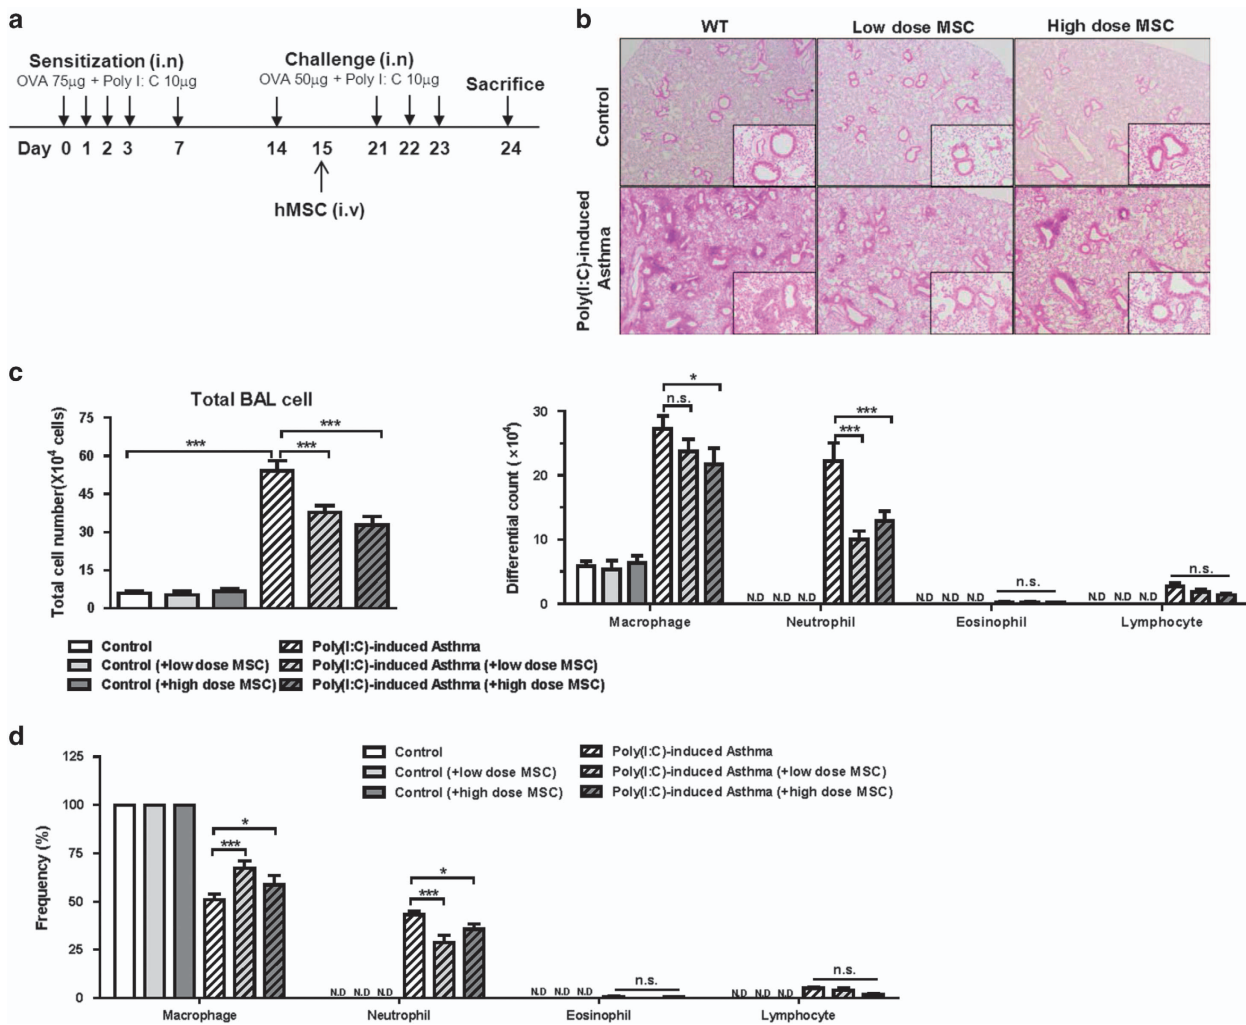 a
Sensitization (i.n)
OVA 75µg + Poly I: C 10µg
Challenge (i.n)
OVA 50µg + Poly I: C 10µg
Sacrifice
Day 0 1 2 3 7 14 15 21 22 23 24
hMSC (i.v)
b
WT Low dose MSC High dose MSC
Control
Poly(I:C)-induced
Asthma
c
Total BAL cell
Total cell number(X10⁴ cells)
75
60
45
30
15
0
***
***
***
Control
Control (+low dose MSC)
Control (+high dose MSC)
Poly(I:C)-induced Asthma
Poly(I:C)-induced Asthma (+low dose MSC)
Poly(I:C)-induced Asthma (+high dose MSC)
Differential count ( ×10⁴)
30
20
10
0
*
n.s.
***
***
N.D N.D N.D
N.D N.D N.D
n.s.
N.D N.D N.D
n.s.
Macrophage Neutrophil Eosinophil Lymphocyte
d
Control
Control (+low dose MSC)
Control (+high dose MSC)
Poly(I:C)-induced Asthma
Poly(I:C)-induced Asthma (+low dose MSC)
Poly(I:C)-induced Asthma (+high dose MSC)
Frequency (%)
125
100
75
50
25
0
*
***
N.D N.D N.D
*
***
N.D N.D N.D
n.s.
N.D N.D N.D
n.s.
Macrophage Neutrophil Eosinophil Lymphocyte